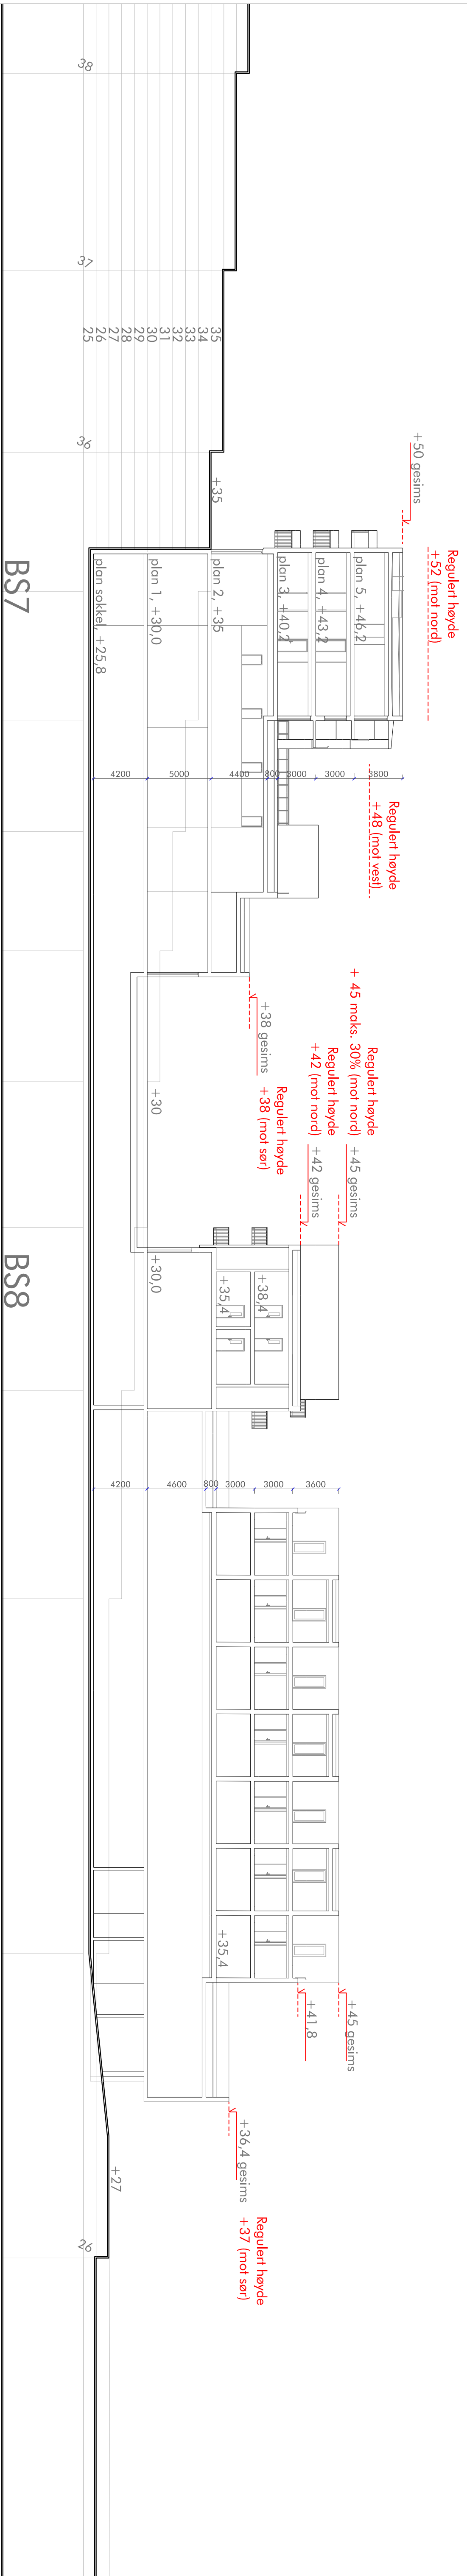 38
37
36
35
34
33
32
31
30
29
28
27
26
25
+35
+50 gesims
Regulert høyde
+52 (mot nord)
plan 5, +46,2
plan 4, +43,2
plan 3, +40,2
plan 2, +35
plan 1, +30,0
plan sokkel, +25,8
BS7
3800
3000
3000
800
4400
5000
4200
Regulert høyde
+48 (mot vest)
+38 gesims
Regulert høyde
+38 (mot sør)
Regulert høyde
+ 45 maks. 30% (mot nord)
Regulert høyde
+42 (mot nord)
+45 gesims
+42 gesims
+30
+30,0
+38,4
+35,4
BS8
3600
3000
3000
800
4600
4200
+35,4
+45 gesims
+41,8
+36,4 gesims
Regulert høyde
+37 (mot sør)
+27
26